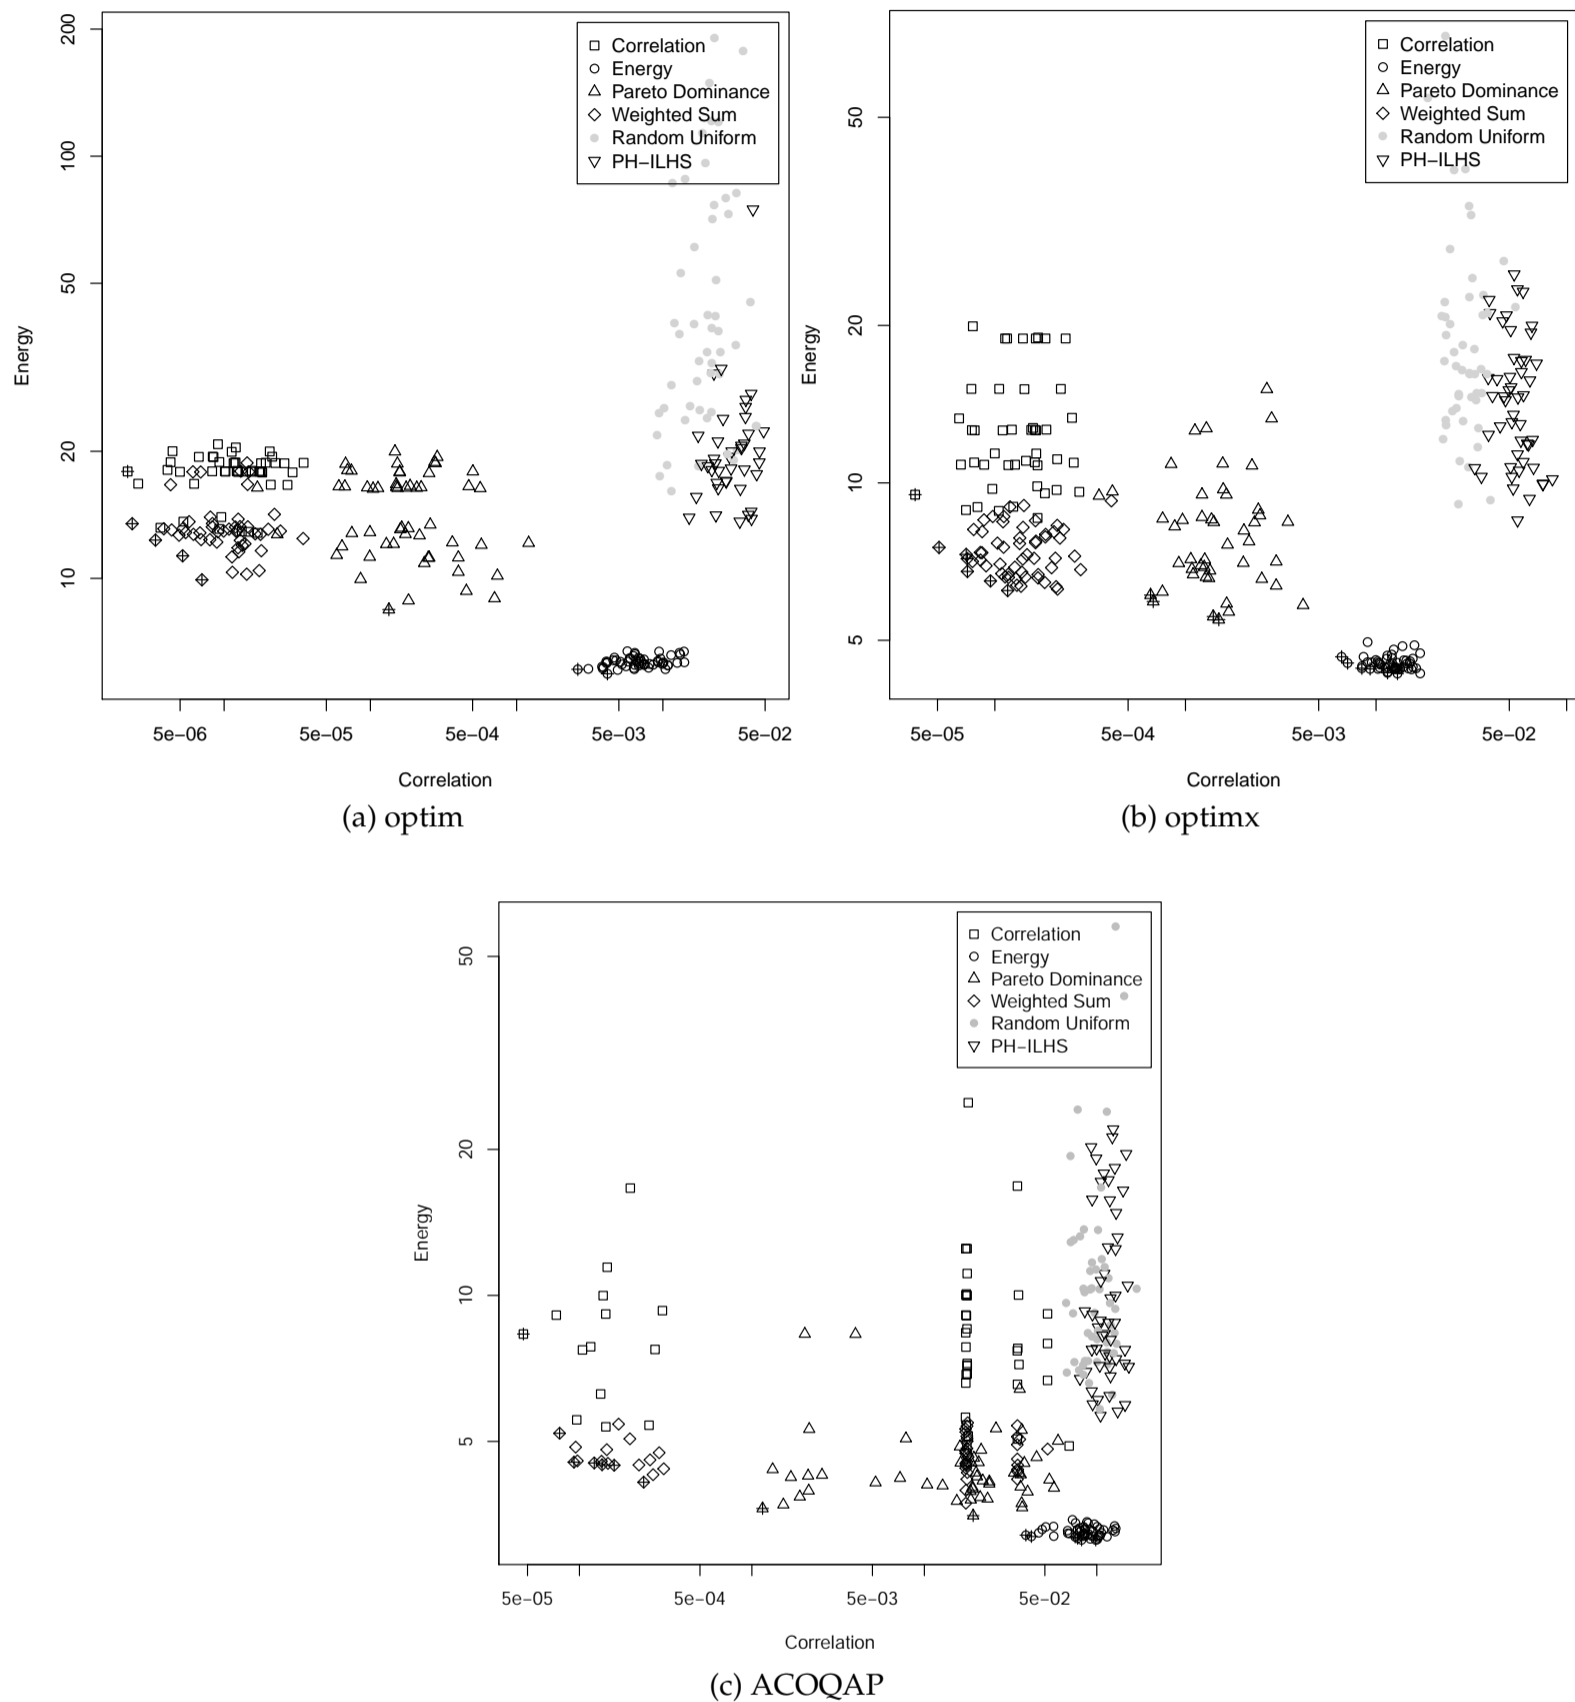 200
100
50
20
10
Energy
Correlation
Energy
Pareto Dominance
Weighted Sum
Random Uniform
PH−ILHS
5e−06
5e−05
5e−04
5e−03
5e−02
Correlation
(a) optim
50
20
10
5
Energy
Correlation
Energy
Pareto Dominance
Weighted Sum
Random Uniform
PH−ILHS
5e−05
5e−04
5e−03
5e−02
Correlation
(b) optimx
50
20
10
5
Energy
Correlation
Energy
Pareto Dominance
Weighted Sum
Random Uniform
PH−ILHS
5e−05
5e−04
5e−03
5e−02
Correlation
(c) ACOQAP